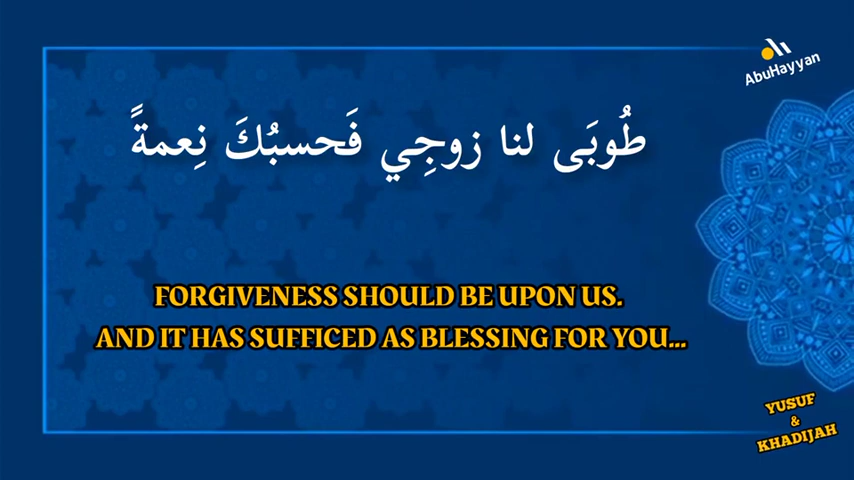 AbuHayyan
طُوبَى لنا زوجِي فَحسبُكَ نِعمةً
FORGIVENESS SHOULD BE UPON US.
AND IT HAS SUFFICED AS BLESSING FOR YOU...
YUSUF
&
KHADIJAH